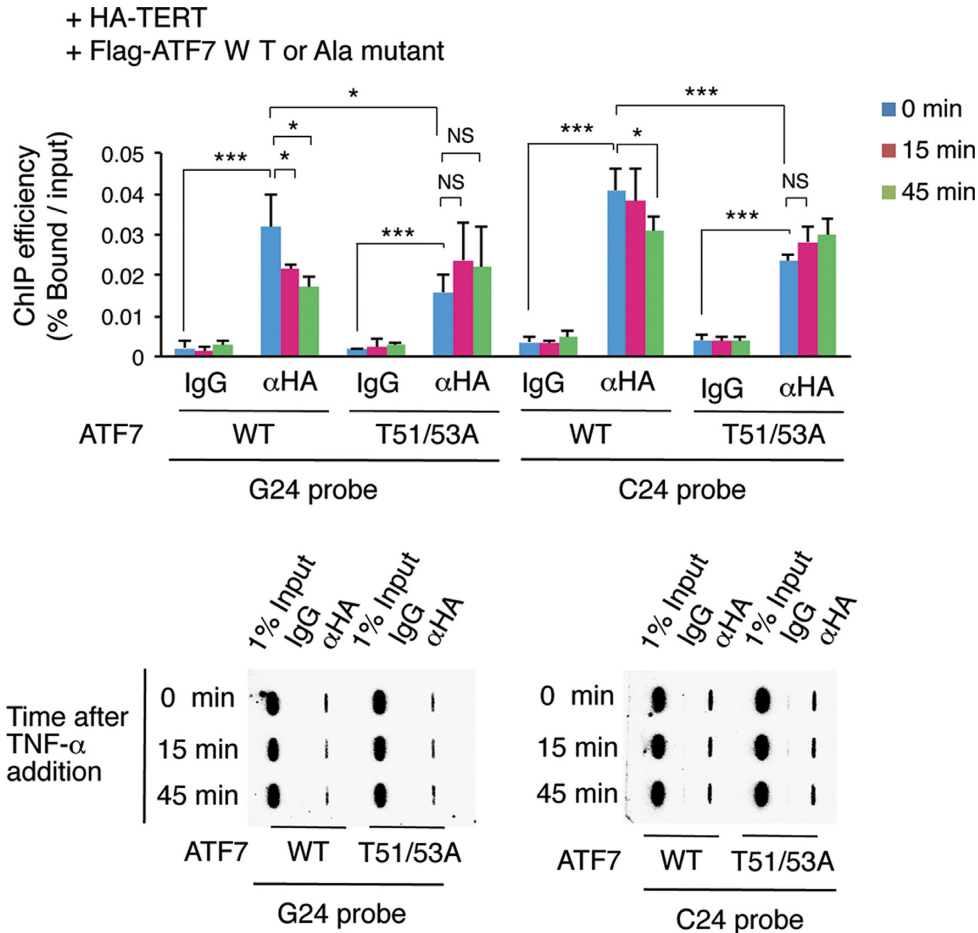 + HA-TERT
+ Flag-ATF7 W T or Ala mutant
* ***
0 min
15 min
45 min
*** * * NS NS *** *** * NS ***
ChIP efficiency
(% Bound / input)
0.05
0.04
0.03
0.02
0.01
0
IgG αHA IgG αHA IgG αHA IgG αHA
ATF7 WT T51/53A WT T51/53A
G24 probe C24 probe
1% Input IgG αHA 1% Input IgG αHA 1% Input IgG αHA 1% Input IgG αHA
Time after
TNF-α
addition
0 min 0 min
15 min 15 min
45 min 45 min
ATF7 WT T51/53A ATF7 WT T51/53A
G24 probe C24 probe